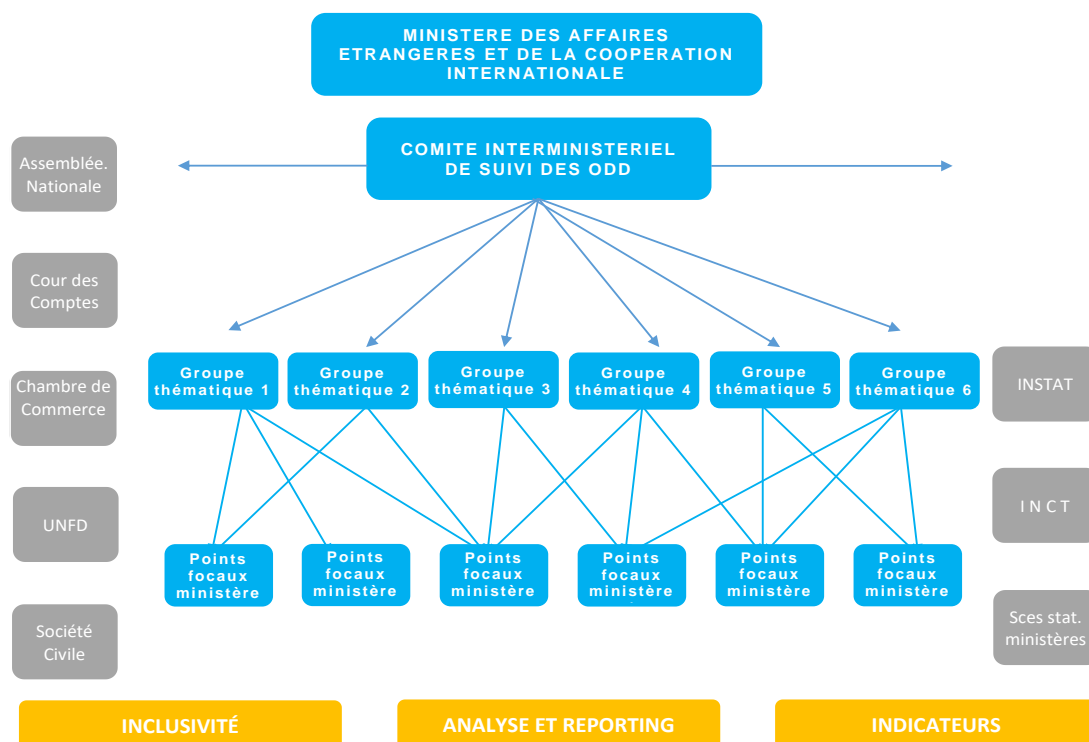 MINISTERE DES AFFAIRES
ETRANGERES ET DE LA COOPERATION
INTERNATIONALE
COMITE INTERMINISTERIEL
DE SUIVI DES ODD
Assemblée.
Nationale
Cour des
Comptes
Chambre de
Commerce
UNFD
Société
Civile
Groupe
thématique 1
Groupe
thématique 2
Groupe
thématique 3
Groupe
thématique 4
Groupe
thématique 5
Groupe
thématique 6
Points
focaux
ministère
Points
focaux
ministère
Points
focaux
ministère
Points
focaux
ministère
Points
focaux
ministère
Points
focaux
ministère
INSTAT
I N C T
Sces stat.
ministères
INCLUSIVITÉ
ANALYSE ET REPORTING
INDICATEURS